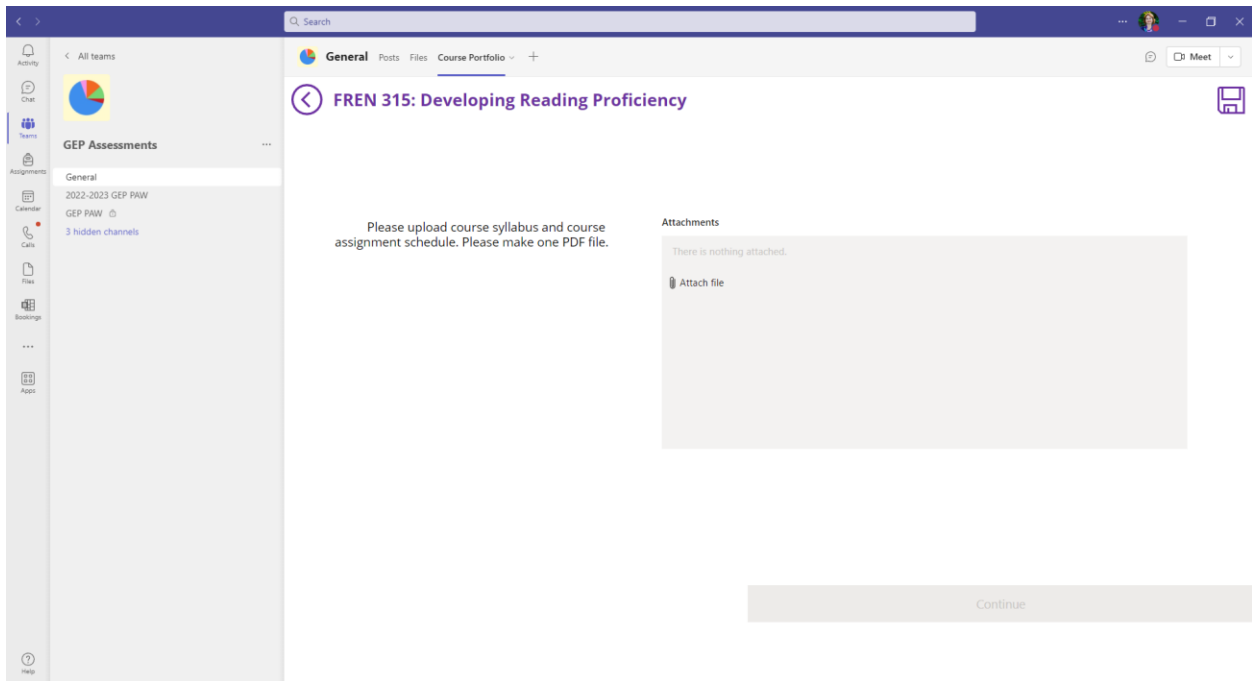 Search
Activity
Chat
Teams
Assignments
Calendar
Calls
Files
Bookings
Apps
Help
All teams
GEP Assessments
General
2022-2023 GEP PAW
GEP PAW
3 hidden channels
General Posts Files Course Portfolio
Meet
FREN 315: Developing Reading Proficiency
Please upload course syllabus and course
assignment schedule. Please make one PDF file.
Attachments
There is nothing attached.
Attach file
Continue